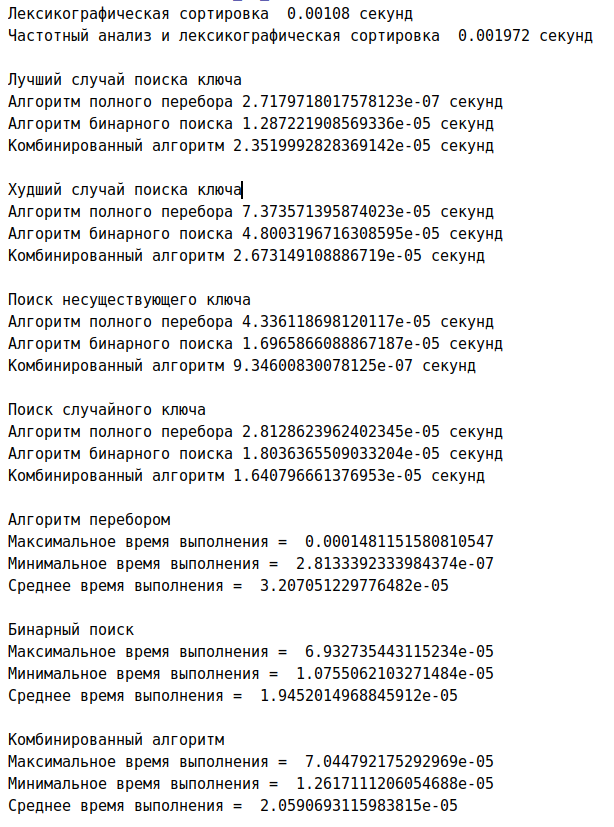 Лексикографическая сортировка  0.00108 секунд
Частотный анализ и лексикографическая сортировка  0.001972 секунд
Лучший случай поиска ключа
Алгоритм полного перебора 2.7179718017578123e-07 секунд
Алгоритм бинарного поиска 1.287221908569336e-05 секунд
Комбинированный алгоритм 2.3519992828369142e-05 секунд
Худший случай поиска ключа
Алгоритм полного перебора 7.373571395874023e-05 секунд
Алгоритм бинарного поиска 4.8003196716308595e-05 секунд
Комбинированный алгоритм 2.673149108886719e-05 секунд
Поиск несуществующего ключа
Алгоритм полного перебора 4.336118698120117e-05 секунд
Алгоритм бинарного поиска 1.6965866088867187e-05 секунд
Комбинированный алгоритм 9.34600830078125e-07 секунд
Поиск случайного ключа
Алгоритм полного перебора 2.8128623962402345e-05 секунд
Алгоритм бинарного поиска 1.8036365509033204e-05 секунд
Комбинированный алгоритм 1.640796661376953e-05 секунд
Алгоритм перебором
Максимальное время выполнения =  0.0001481151580810547
Минимальное время выполнения =  2.8133392333984374e-07
Среднее время выполнения =  3.207051229776482e-05
Бинарный поиск
Максимальное время выполнения =  6.932735443115234e-05
Минимальное время выполнения =  1.0755062103271484e-05
Среднее время выполнения =  1.9452014968845912e-05
Комбинированный алгоритм
Максимальное время выполнения =  7.044792175292969e-05
Минимальное время выполнения =  1.2617111206054688e-05
Среднее время выполнения =  2.0590693115983815e-05